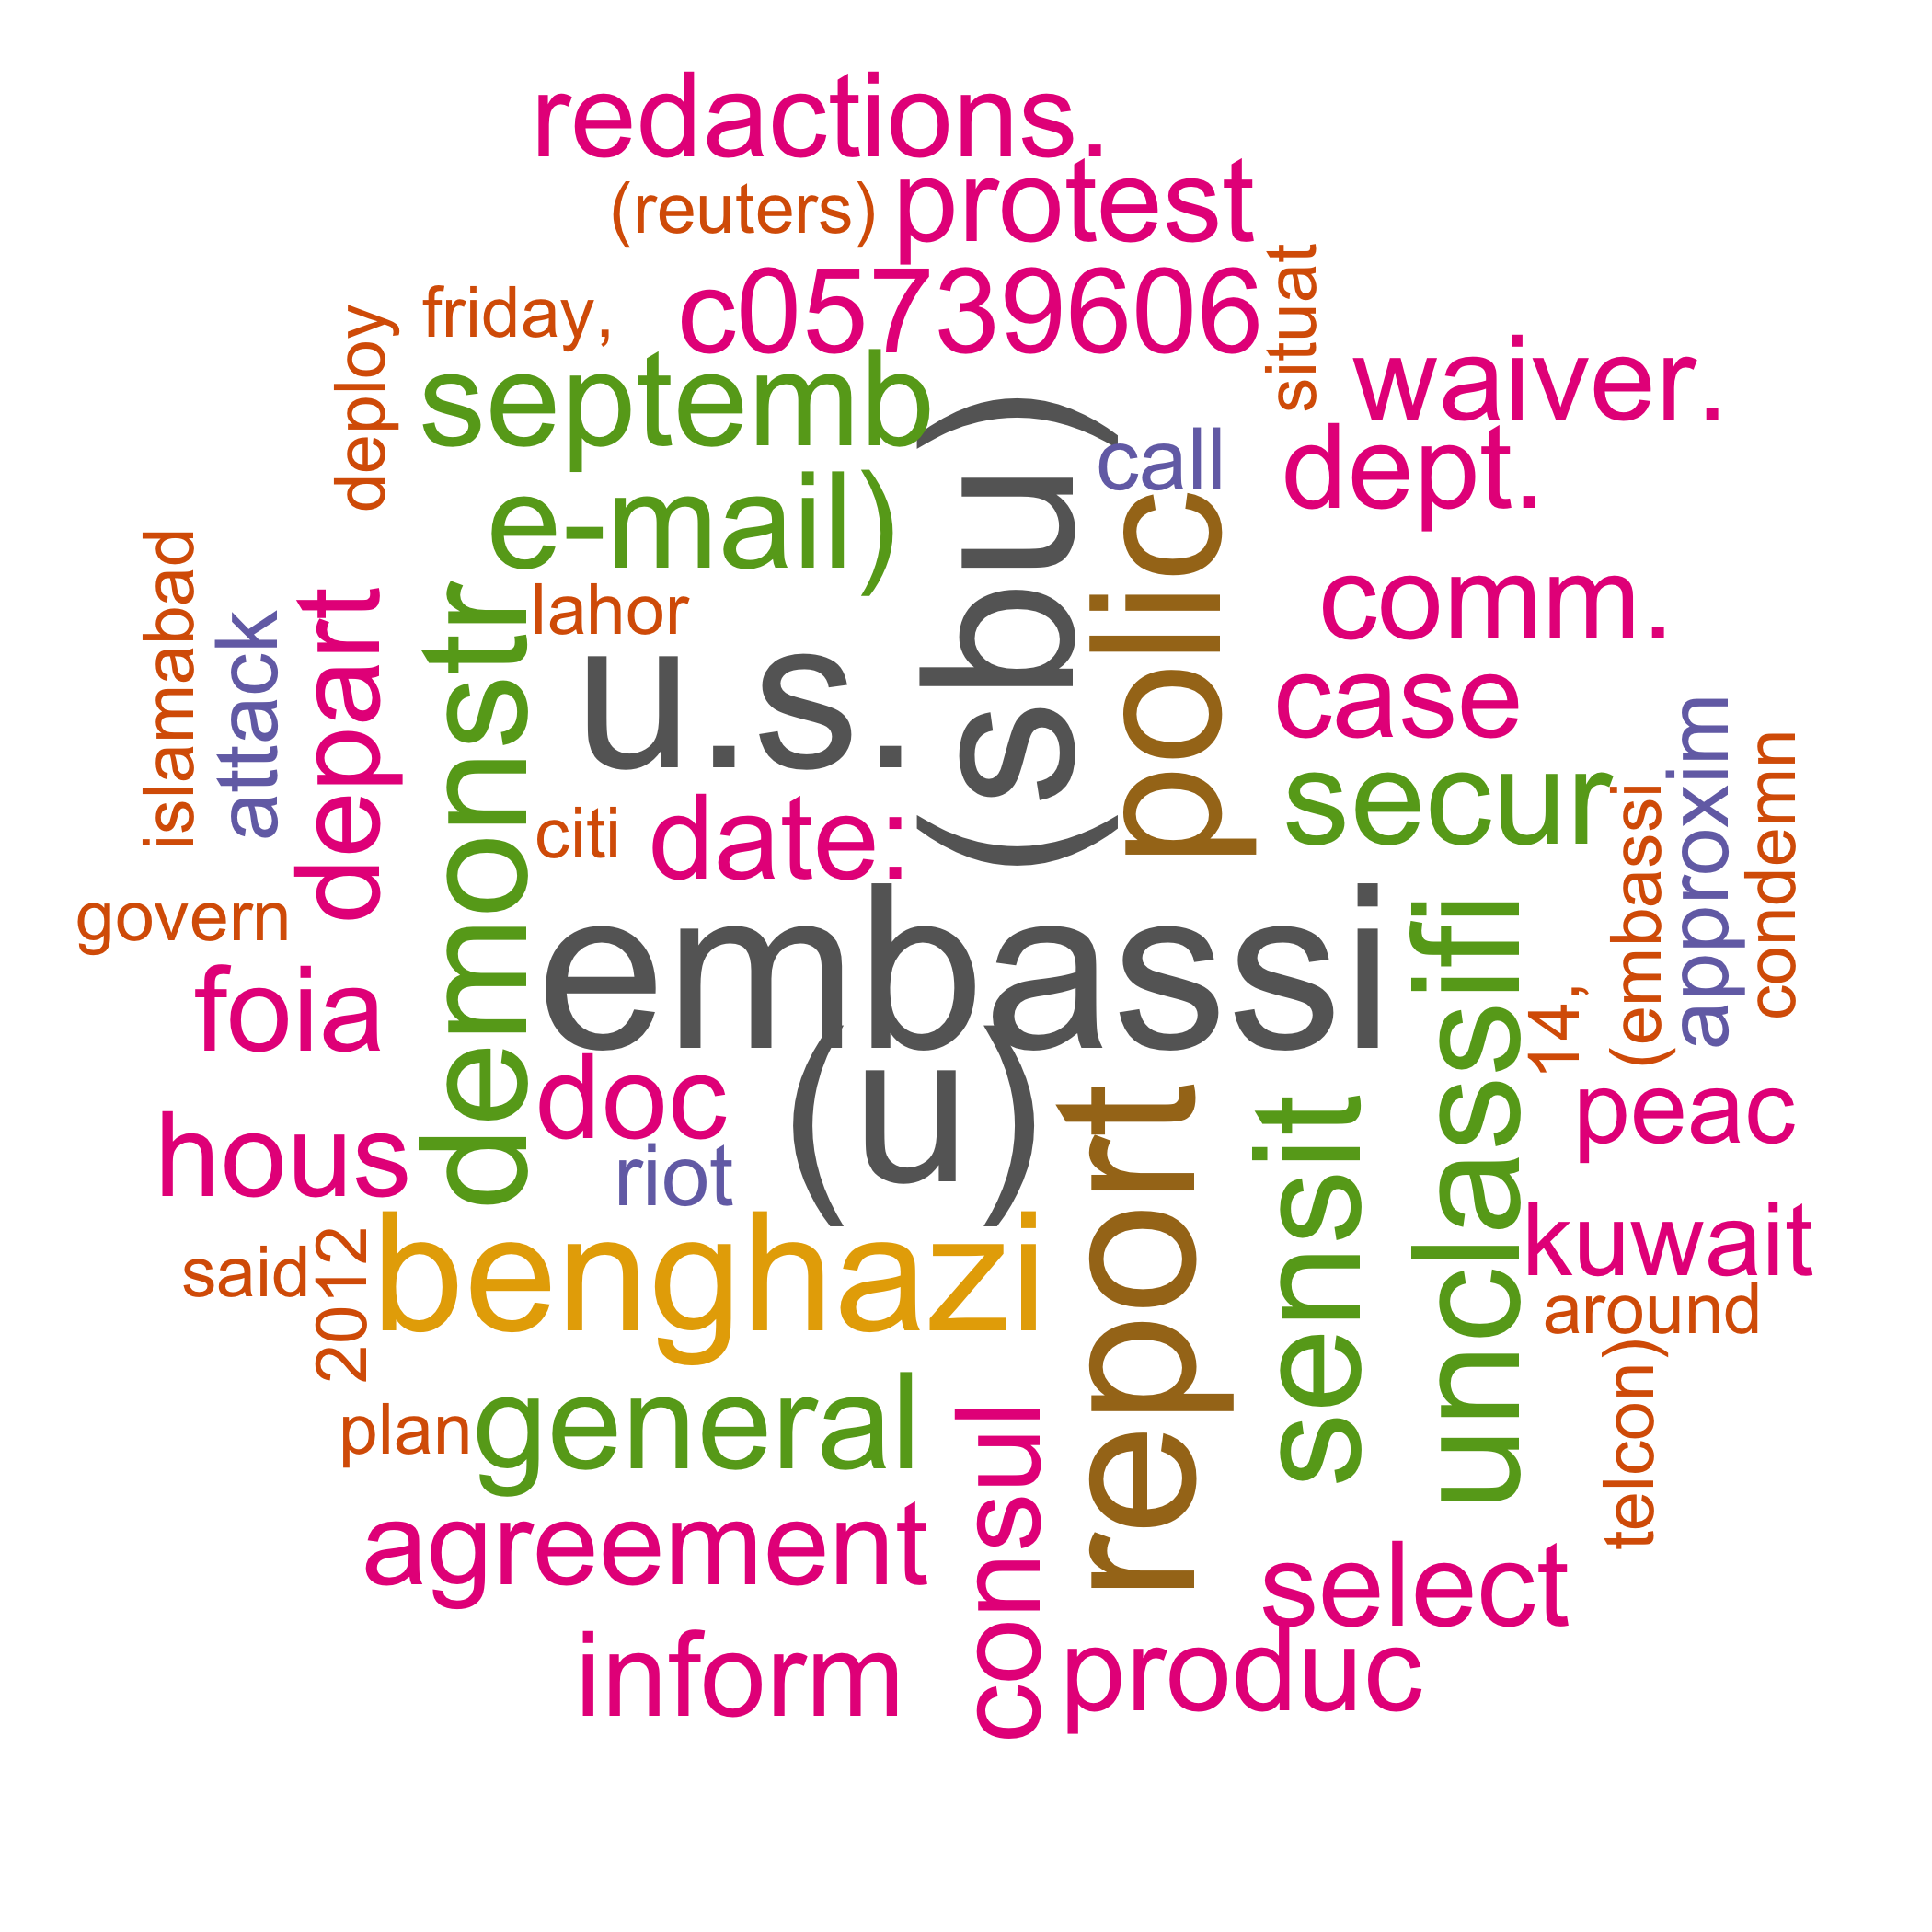 redactions.
(reuters)
protest
situat
deploy
friday,
c05739606
waiver.
septemb
(sbu)
call
dept.
e-mail)
polic
islamabad
attack
depart
demonstr
lahor
comm.
u.s.
case
citi
date:
secur
(embassi
approxim
condemn
govern
embassi
unclassifi
foia
14,
doc
(u)
report
sensit
peac
hous
riot
said
2012
benghazi
kuwait
around
plan
general
consul
telcon)
agreement
select
inform
produc